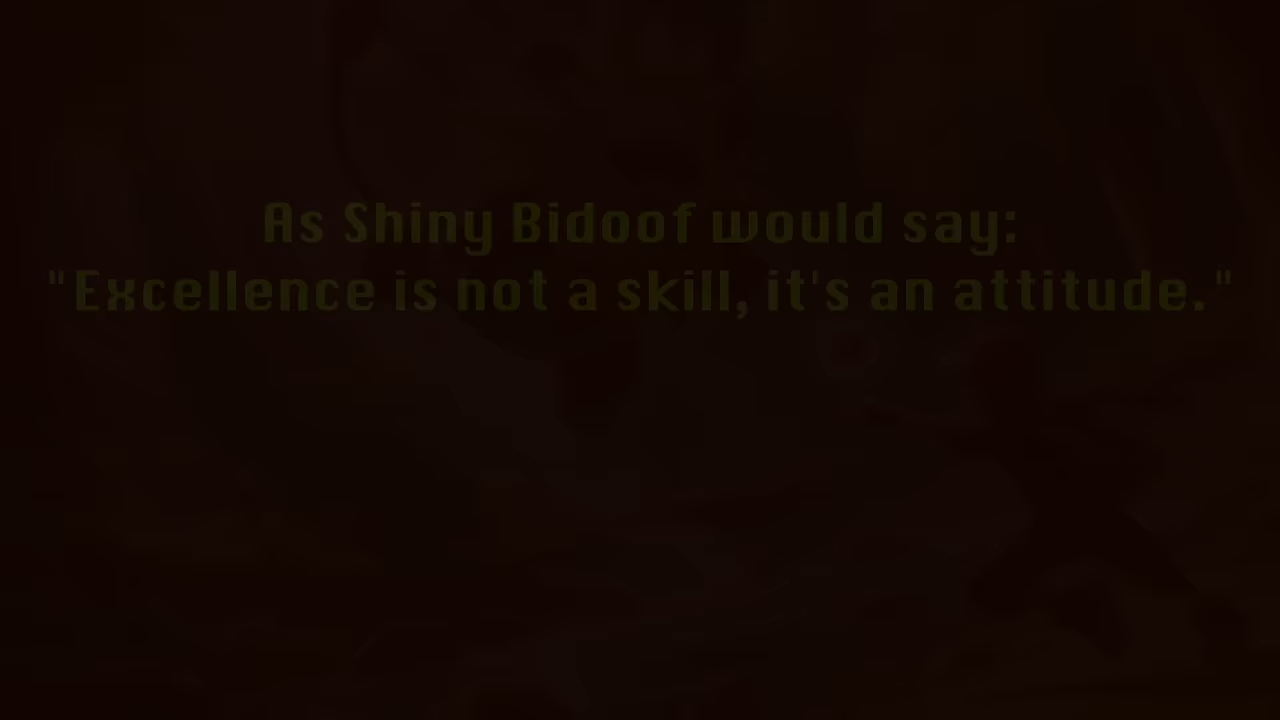 As Shiny Bidoof would say:
"Excellence is not a skill, it's an attitude."